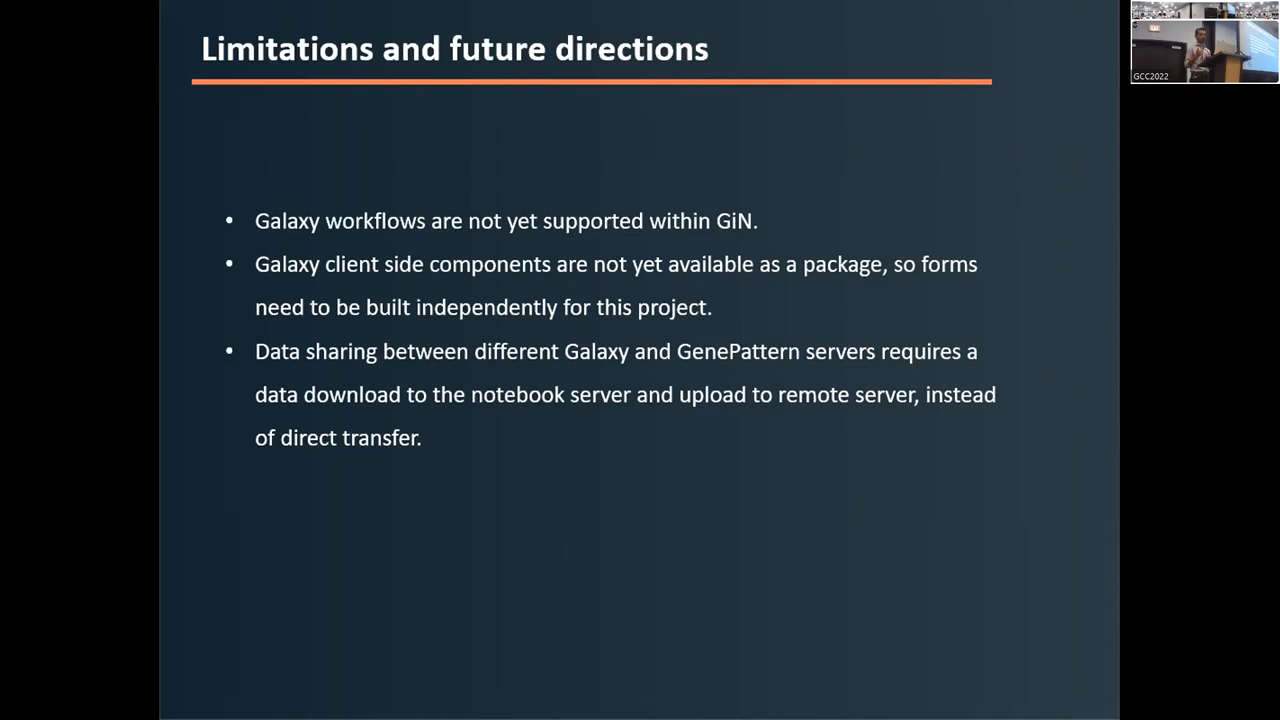 Limitations and future directions
• Galaxy workflows are not yet supported within GiN.
• Galaxy client side components are not yet available as a package, so forms
need to be built independently for this project.
• Data sharing between different Galaxy and GenePattern servers requires a
data download to the notebook server and upload to remote server, instead
of direct transfer.
GCC2022